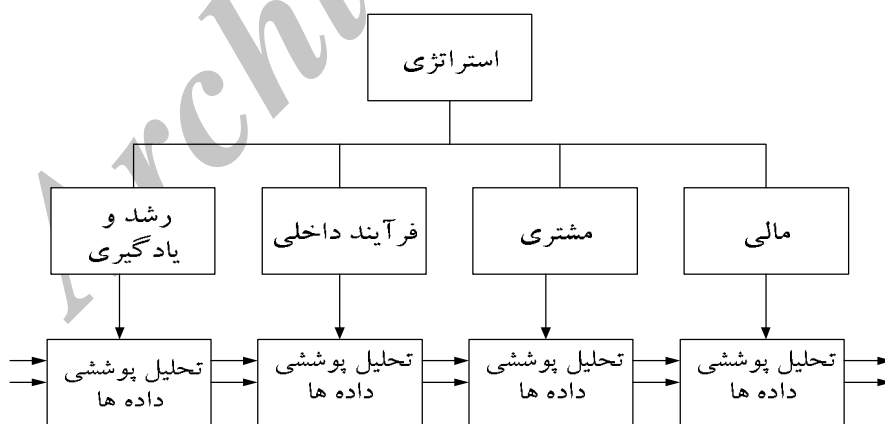 استراتژی
مالی
مشتری
فرآیند داخلی
رشد و
یادگیری
تحلیل پوششی
داده ها
تحلیل پوششی
داده ها
تحلیل پوششی
داده ها
تحلیل پوششی
داده ها